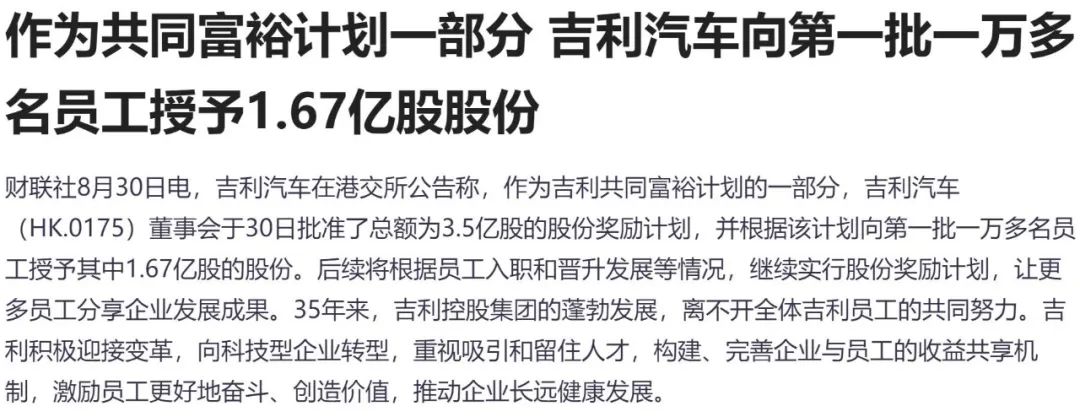 作为共同富裕计划一部分 吉利汽车向第一批一万多
名员工授予1.67亿股股份
财联社8月30日电，吉利汽车在港交所公告称，作为吉利共同富裕计划的一部分，吉利汽车
（HK.0175）董事会于30日批准了总额为3.5亿股的股份奖励计划，并根据该计划向第一批一万多名员
工授予其中1.67亿股的股份。后续将根据员工入职和晋升发展等情况，继续实行股份奖励计划，让更
多员工分享企业发展成果。35年来，吉利控股集团的蓬勃发展，离不开全体吉利员工的共同努力。吉
利积极迎接变革，向科技型企业转型，重视吸引和留住人才，构建、完善企业与员工的收益共享机
制，激励员工更好地奋斗、创造价值，推动企业长远健康发展。